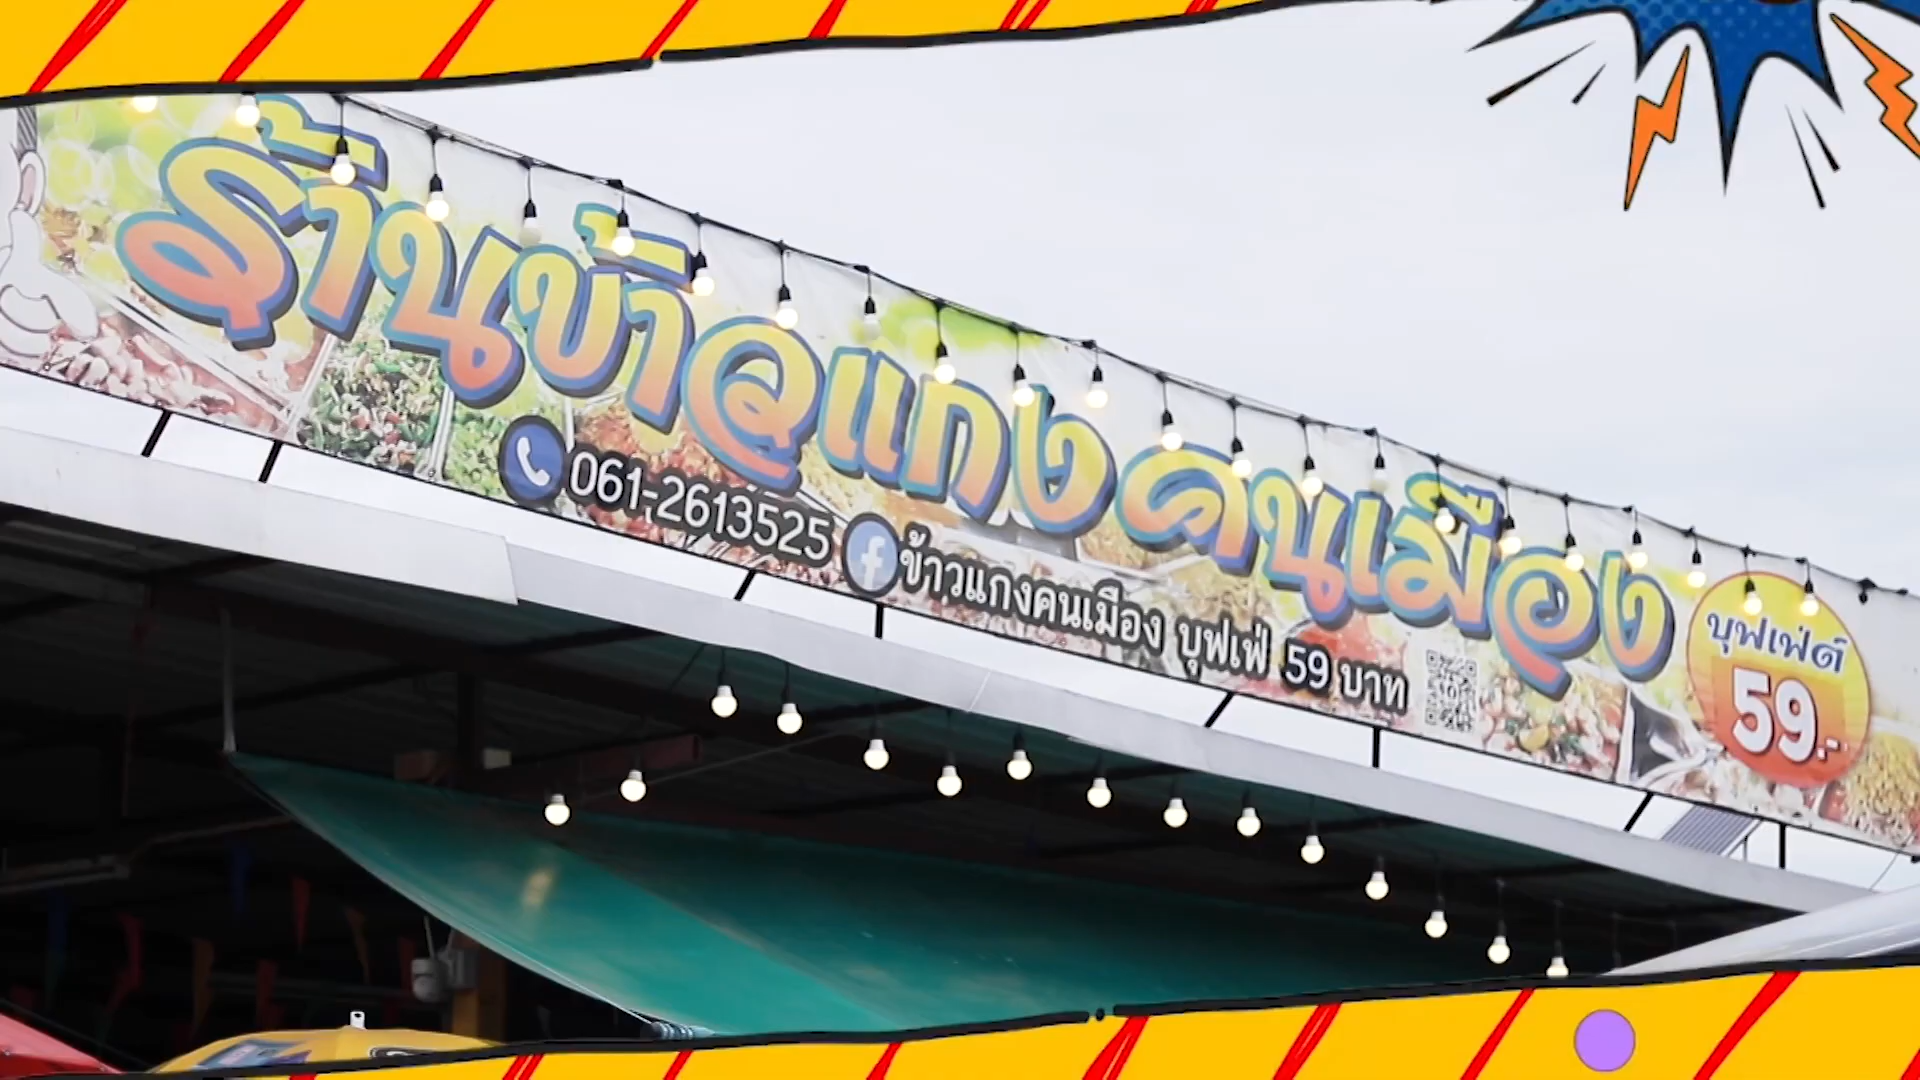 ร้านข้าวแกงคนเมือง
061-2613525 ข้าวแกงคนเมือง บุฟเฟ่ 59 บาท
บุฟเฟ่ต์
59.-